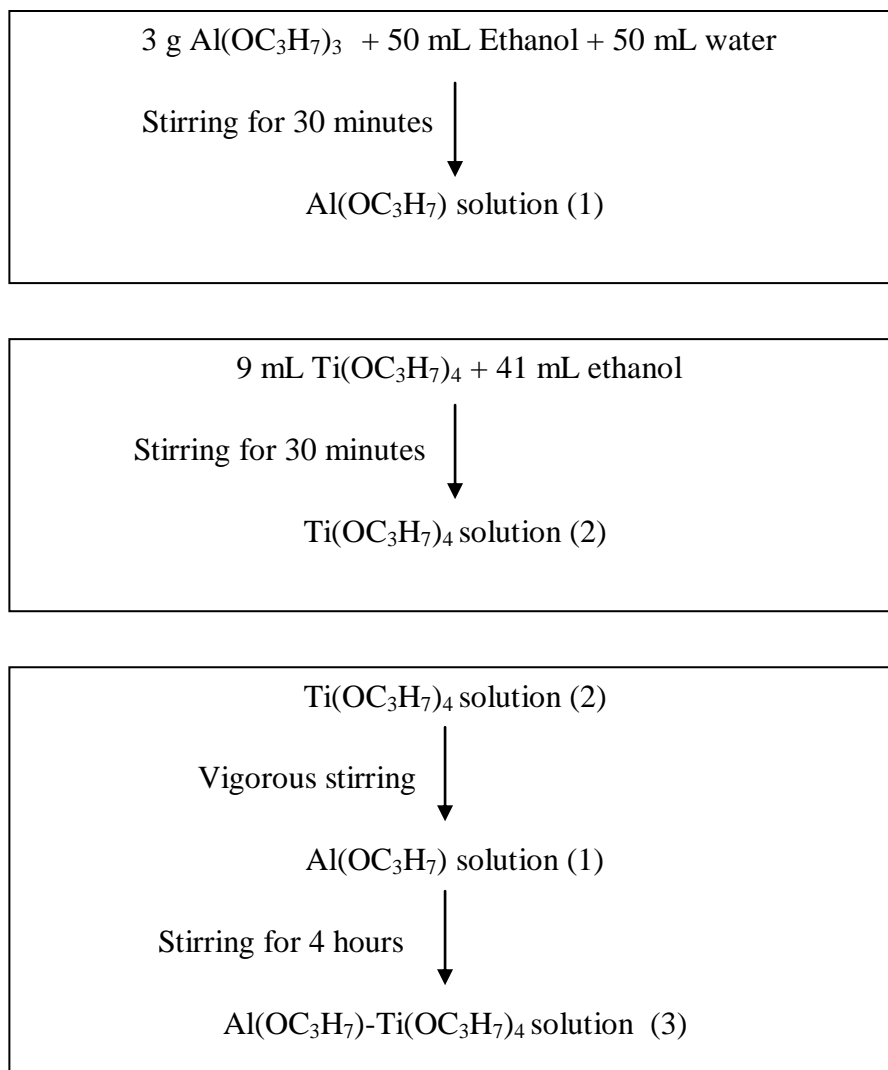 3 g Al(OC₃H₇)₃ + 50 mL Ethanol + 50 mL water
Stirring for 30 minutes
Al(OC₃H₇) solution (1)
9 mL Ti(OC₃H₇)₄ + 41 mL ethanol
Stirring for 30 minutes
Ti(OC₃H₇)₄ solution (2)
Ti(OC₃H₇)₄ solution (2)
Vigorous stirring
Al(OC₃H₇) solution (1)
Stirring for 4 hours
Al(OC₃H₇)-Ti(OC₃H₇)₄ solution (3)